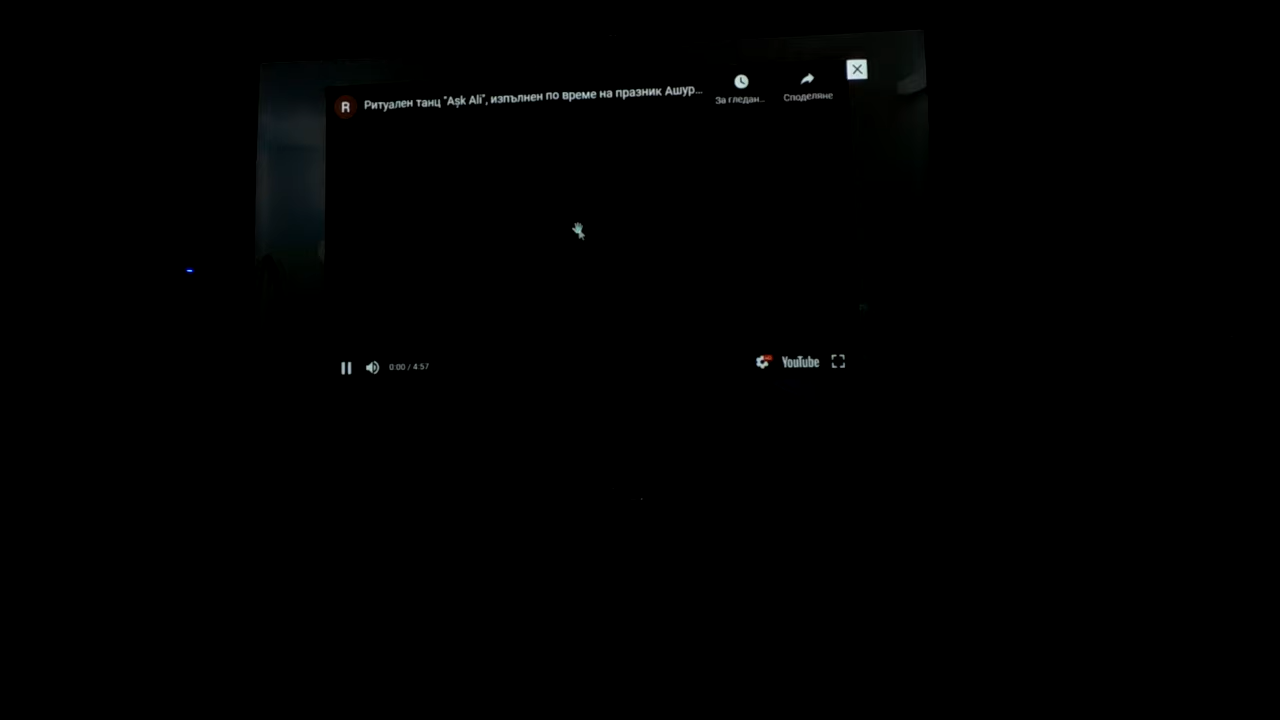 R
Ритуален танц "Aşk Ali", изпълнен по време на празник Ашур...
За гледан...
Споделяне
0:00 / 4:57
YouTube